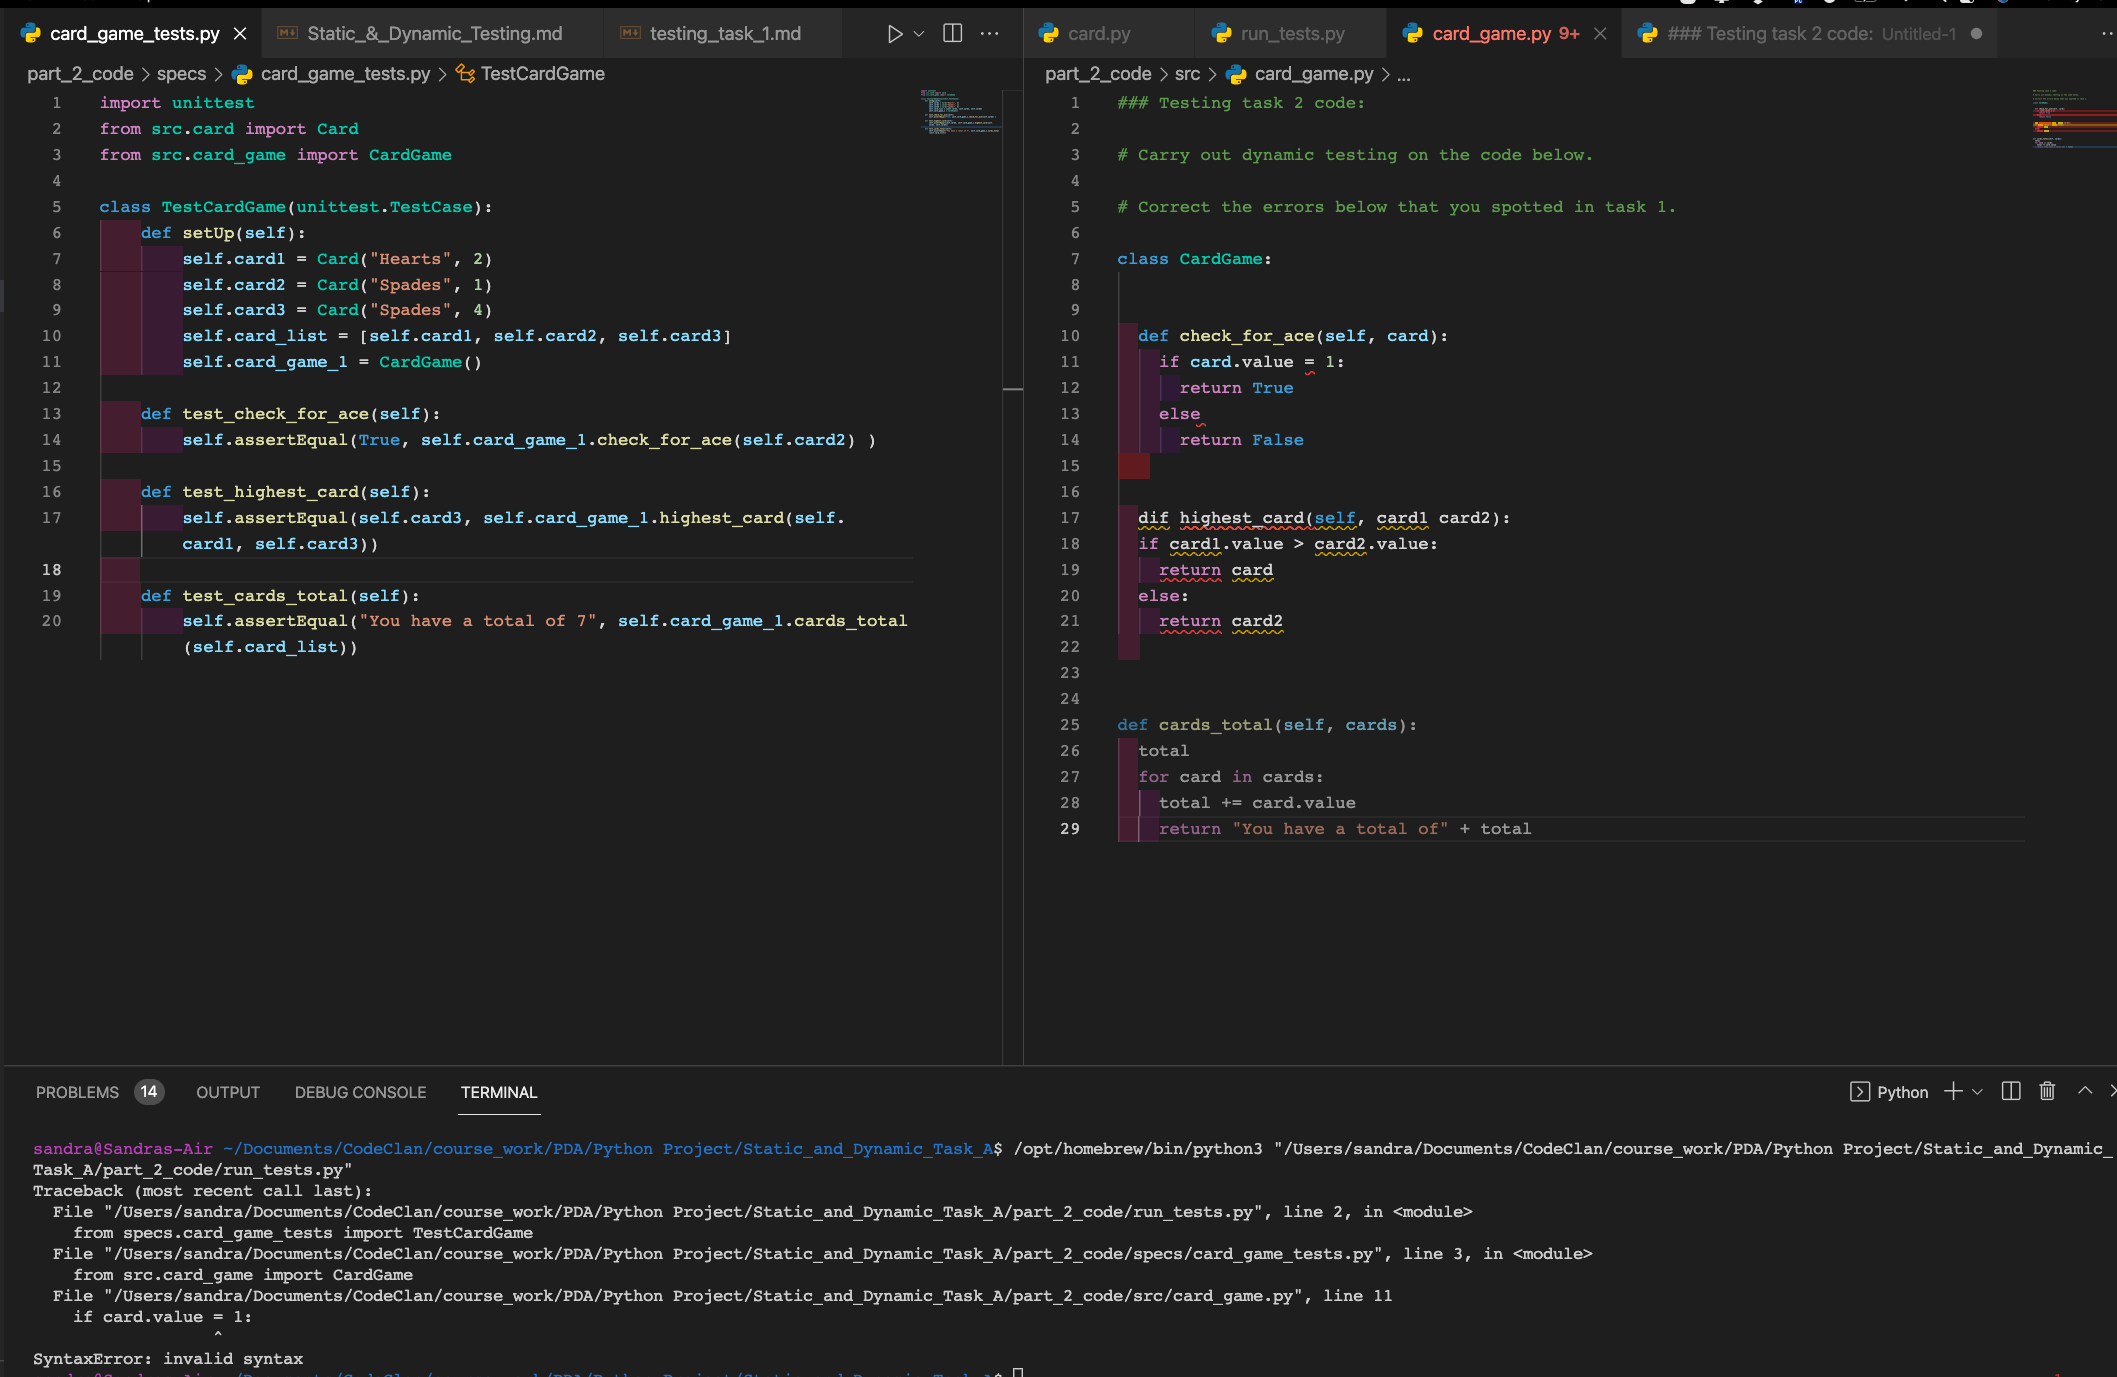 card_game_tests.py
Static_&_Dynamic_Testing.md
testing_task_1.md
part_2_code > specs > card_game_tests.py > TestCardGame
1 import unittest
2 from src.card import Card
3 from src.card_game import CardGame
4
5 class TestCardGame(unittest.TestCase):
6 def setUp(self):
7 self.card1 = Card("Hearts", 2)
8 self.card2 = Card("Spades", 1)
9 self.card3 = Card("Spades", 4)
10 self.card_list = [self.card1, self.card2, self.card3]
11 self.card_game_1 = CardGame()
12
13 def test_check_for_ace(self):
14 self.assertEqual(True, self.card_game_1.check_for_ace(self.card2) )
15
16 def test_highest_card(self):
17 self.assertEqual(self.card3, self.card_game_1.highest_card(self.
card1, self.card3))
18
19 def test_cards_total(self):
20 self.assertEqual("You have a total of 7", self.card_game_1.cards_total
(self.card_list))
card.py
run_tests.py
card_game.py 9+
### Testing task 2 code: Untitled-1
part_2_code > src > card_game.py > ...
1 ### Testing task 2 code:
2
3 # Carry out dynamic testing on the code below.
4
5 # Correct the errors below that you spotted in task 1.
6
7 class CardGame:
8
9
10 def check_for_ace(self, card):
11 if card.value = 1:
12 return True
13 else
14 return False
15
16
17 dif highest_card(self, card1 card2):
18 if card1.value > card2.value:
19 return card
20 else:
21 return card2
22
23
24
25 def cards_total(self, cards):
26 total
27 for card in cards:
28 total += card.value
29 return "You have a total of" + total
PROBLEMS 14 OUTPUT DEBUG CONSOLE TERMINAL
Python
sandra@Sandras-Air ~/Documents/CodeClan/course_work/PDA/Python Project/Static_and_Dynamic_Task_A$ /opt/homebrew/bin/python3 "/Users/sandra/Documents/CodeClan/course_work/PDA/Python Project/Static_and_Dynamic_
Task_A/part_2_code/run_tests.py"
Traceback (most recent call last):
File "/Users/sandra/Documents/CodeClan/course_work/PDA/Python Project/Static_and_Dynamic_Task_A/part_2_code/run_tests.py", line 2, in <module>
from specs.card_game_tests import TestCardGame
File "/Users/sandra/Documents/CodeClan/course_work/PDA/Python Project/Static_and_Dynamic_Task_A/part_2_code/specs/card_game_tests.py", line 3, in <module>
from src.card_game import CardGame
File "/Users/sandra/Documents/CodeClan/course_work/PDA/Python Project/Static_and_Dynamic_Task_A/part_2_code/src/card_game.py", line 11
if card.value = 1:
^
SyntaxError: invalid syntax